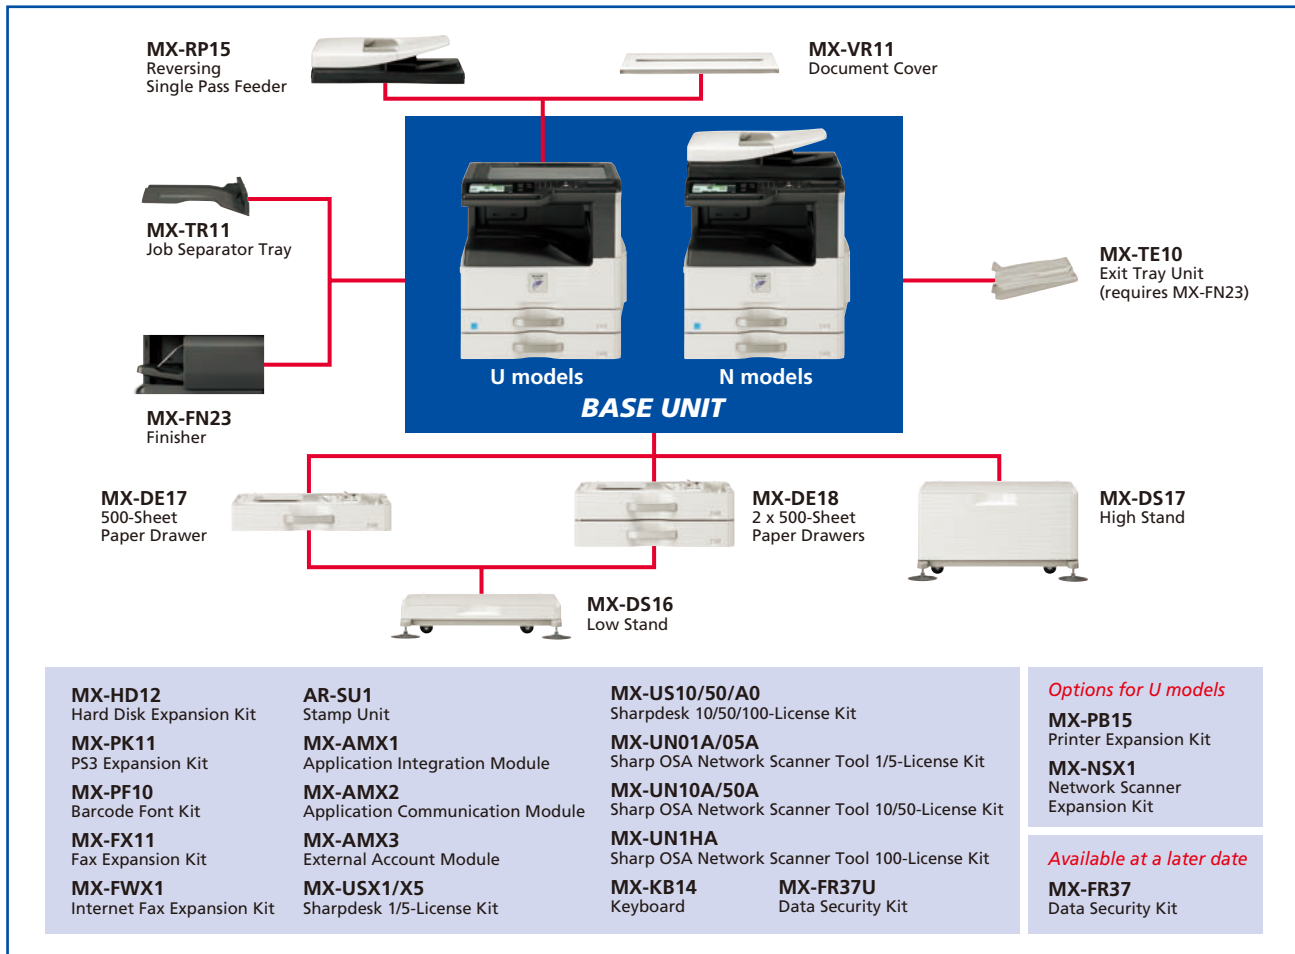 MX-RP15
Reversing
Single Pass Feeder
MX-VR11
Document Cover
MX-TR11
Job Separator Tray
MX-TE10
Exit Tray Unit
(requires MX-FN23)
MX-FN23
Finisher
U models
N models
BASE UNIT
MX-DE17
500-Sheet
Paper Drawer
MX-DE18
2 x 500-Sheet
Paper Drawers
MX-DS17
High Stand
MX-DS16
Low Stand
MX-HD12
Hard Disk Expansion Kit
MX-PK11
PS3 Expansion Kit
MX-PF10
Barcode Font Kit
MX-FX11
Fax Expansion Kit
MX-FWX1
Internet Fax Expansion Kit
AR-SU1
Stamp Unit
MX-AMX1
Application Integration Module
MX-AMX2
Application Communication Module
MX-AMX3
External Account Module
MX-USX1/X5
Sharpdesk 1/5-License Kit
MX-US10/50/A0
Sharpdesk 10/50/100-License Kit
MX-UN01A/05A
Sharp OSA Network Scanner Tool 1/5-License Kit
MX-UN10A/50A
Sharp OSA Network Scanner Tool 10/50-License Kit
MX-UN1HA
Sharp OSA Network Scanner Tool 100-License Kit
MX-KB14
Keyboard
MX-FR37U
Data Security Kit
Options for U models
MX-PB15
Printer Expansion Kit
MX-NSX1
Network Scanner
Expansion Kit
Available at a later date
MX-FR37
Data Security Kit